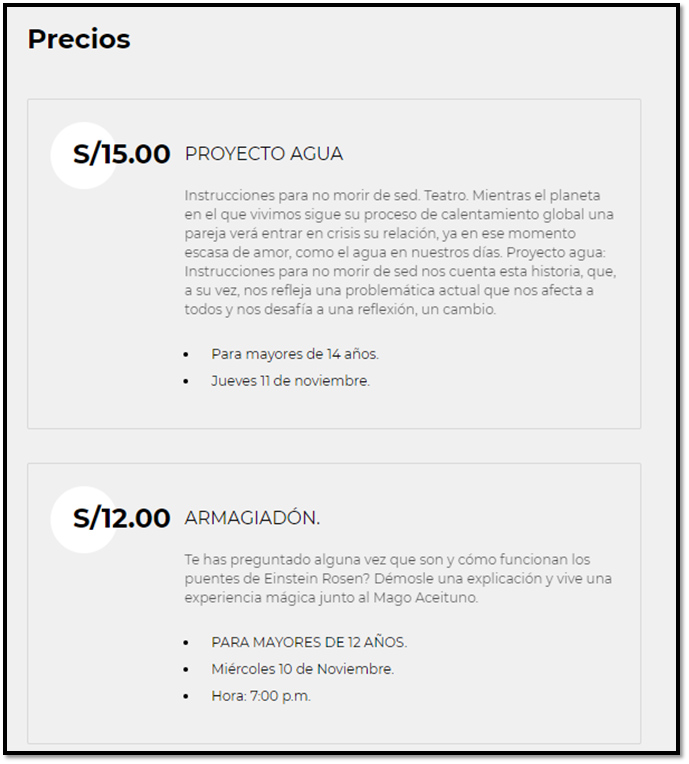 Precios
S/15.00 PROYECTO AGUA
Instrucciones para no morir de sed. Teatro. Mientras el planeta
en el que vivimos sigue su proceso de calentamiento global una
pareja verá entrar en crisis su relación, ya en ese momento
escasa de amor, como el agua en nuestros días. Proyecto agua:
Instrucciones para no morir de sed nos cuenta esta historia, que,
a su vez, nos refleja una problemática actual que nos afecta a
todos y nos desafía a una reflexión, un cambio.
• Para mayores de 14 años.
• Jueves 11 de noviembre.
S/12.00 ARMAGIADÓN.
Te has preguntado alguna vez que son y cómo funcionan los
puentes de Einstein Rosen? Démosle una explicación y vive una
experiencia mágica junto al Mago Aceituno.
• PARA MAYORES DE 12 AÑOS.
• Miércoles 10 de Noviembre.
• Hora: 7:00 p.m.